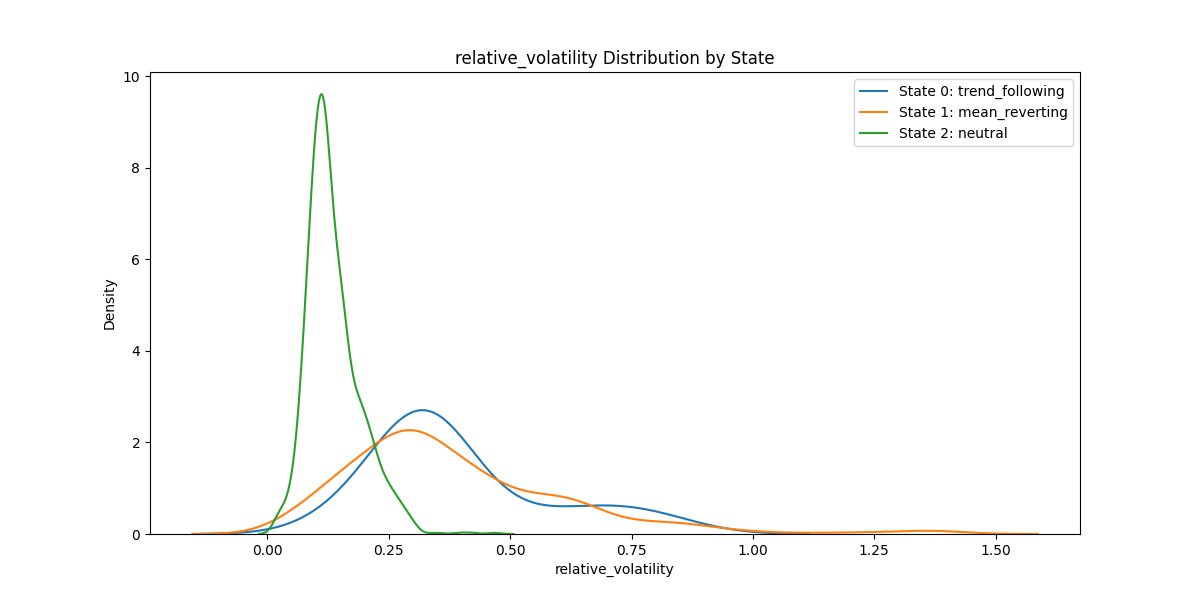 relative_volatility Distribution by State
State 0: trend_following
State 1: mean_reverting
State 2: neutral
Density
10
8
6
4
2
0
0.00 0.25 0.50 0.75 1.00 1.25 1.50
relative_volatility